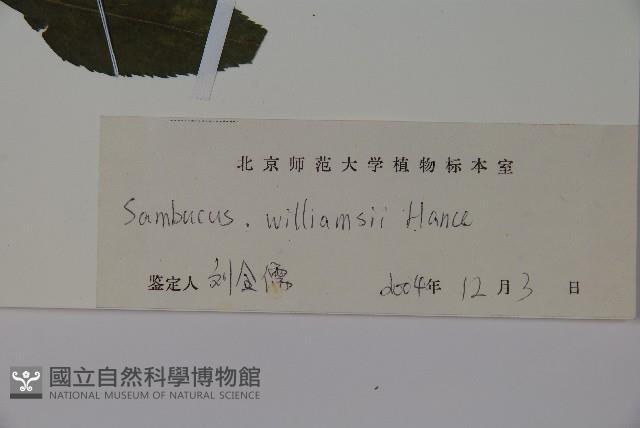 北京师范大学植物标本室
Sambucus. williamsii Hance
鉴定人 刘全儒 2004年 12月3日
國立自然科學博物館
NATIONAL MUSEUM OF NATURAL SCIENCE